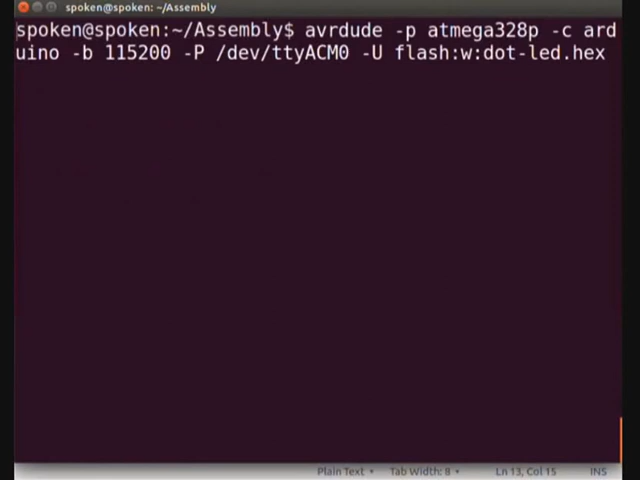 spoken@spoken: ~/Assembly
spoken@spoken:~/Assembly$ avrdude -p atmega328p -c ard
uino -b 115200 -P /dev/ttyACM0 -U flash:w:dot-led.hex
Plain Text Tab Width: 8 Ln 13, Col 15 INS